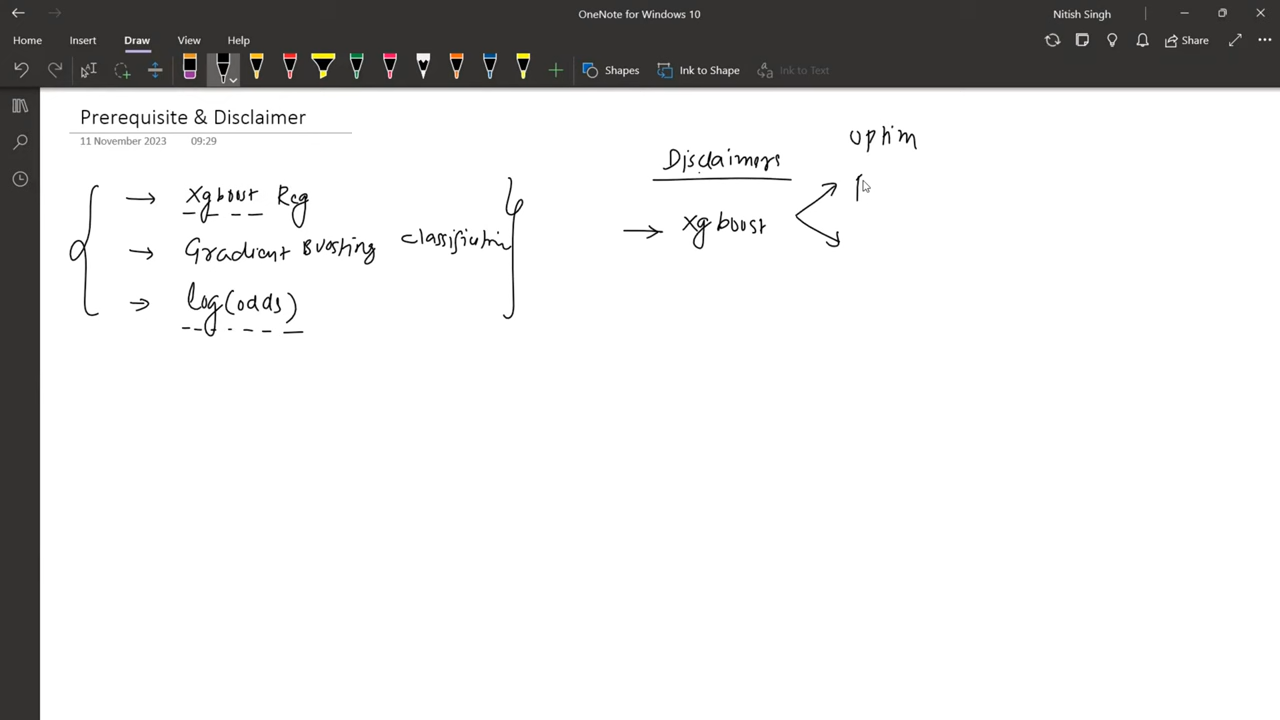 OneNote for Windows 10
Nitish Singh
Home Insert Draw View Help
Share
Shapes
Ink to Shape
Ink to Text
Prerequisite & Disclaimer
11 November 2023 09:29
→ Xgboost Reg
→ Gradient Boosting classification
→ log(odds)
Disclaimers
→ Xgboost
optim